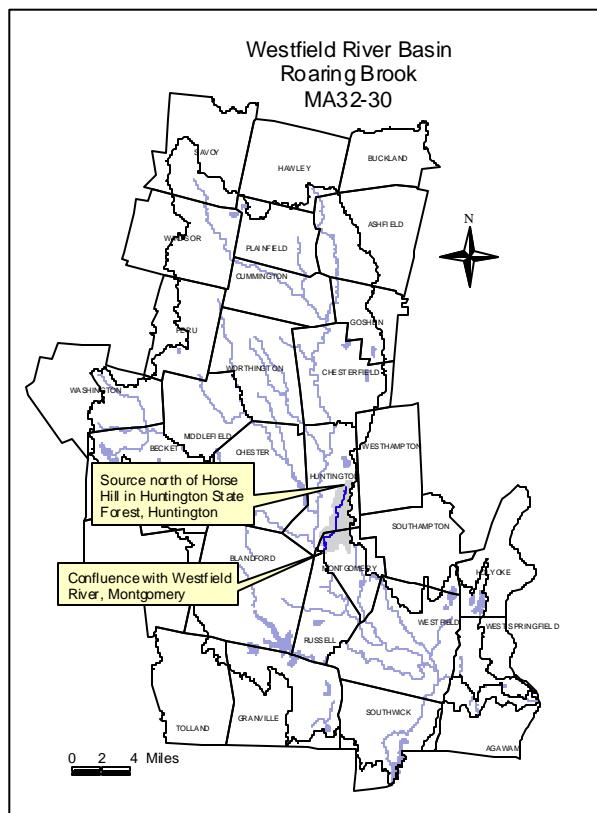 Westfield River Basin
Roaring Brook
MA32-30
SAVOY
HAWLEY
BUCKLAND
ASHFIELD
N
WINDSOR
PLAINFIELD
CUMMINGTON
GOSHEN
PERU
WORTHINGTON
CHESTERFIELD
WASHINGTON
MIDDLEFIELD
BECKET
CHESTER
WESTHAMPTON
HUNTINGTON
Source north of Horse
Hill in Huntington State
Forest, Huntington
SOUTHAMPTON
BLANDFORD
MONTGOMERY
HOLYOKE
Confluence with Westfield
River, Montgomery
WESTFIELD
WEST SPRINGFIELD
RUSSELL
SOUTHWICK
GRANVILLE
TOLLAND
AGAWAM
0 2 4 Miles